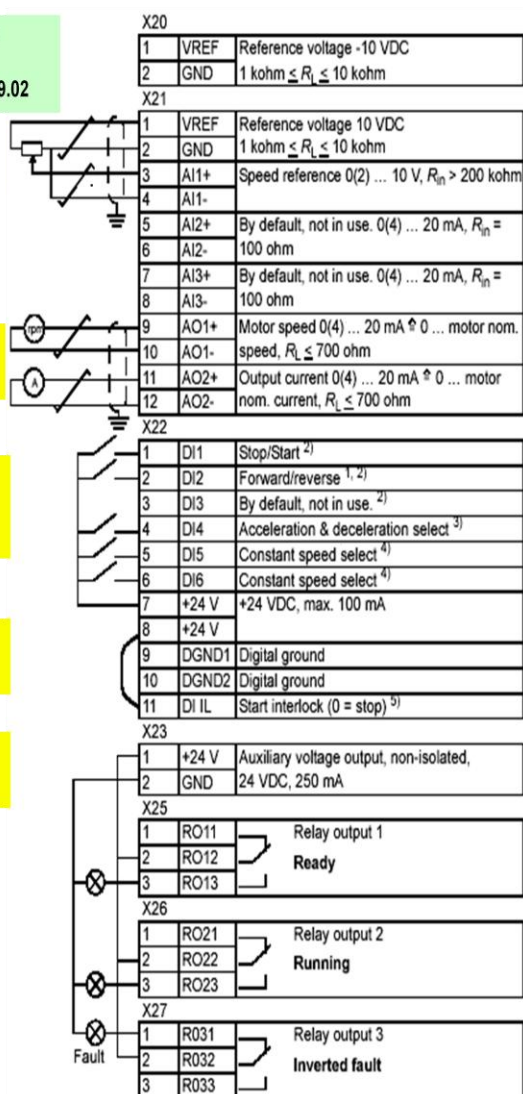 9.02
X20
1 VREF Reference voltage -10 VDC
2 GND 1 kohm ≤ RL ≤ 10 kohm
X21
1 VREF Reference voltage 10 VDC
2 GND 1 kohm ≤ RL ≤ 10 kohm
3 AI1+ Speed reference 0(2) ... 10 V, Rin > 200 kohm
4 AI1-
5 AI2+ By default, not in use. 0(4) ... 20 mA, Rin =
6 AI2- 100 ohm
7 AI3+ By default, not in use. 0(4) ... 20 mA, Rin =
8 AI3- 100 ohm
rpm
9 AO1+ Motor speed 0(4) ... 20 mA ⇑ 0 ... motor nom.
10 AO1- speed, RL ≤ 700 ohm
A
11 AO2+ Output current 0(4) ... 20 mA ⇑ 0 ... motor
12 AO2- nom. current, RL ≤ 700 ohm
X22
1 DI1 Stop/Start 2)
2 DI2 Forward/reverse 1, 2)
3 DI3 By default, not in use. 2)
4 DI4 Acceleration & deceleration select 3)
5 DI5 Constant speed select 4)
6 DI6 Constant speed select 4)
7 +24 V +24 VDC, max. 100 mA
8 +24 V
9 DGND1 Digital ground
10 DGND2 Digital ground
11 DI IL Start interlock (0 = stop) 5)
X23
1 +24 V Auxiliary voltage output, non-isolated,
2 GND 24 VDC, 250 mA
X25
1 RO11 Relay output 1
2 RO12 Ready
3 RO13
X26
1 RO21 Relay output 2
2 RO22 Running
3 RO23
X27
1 R031 Relay output 3
Fault
2 R032 Inverted fault
3 R033